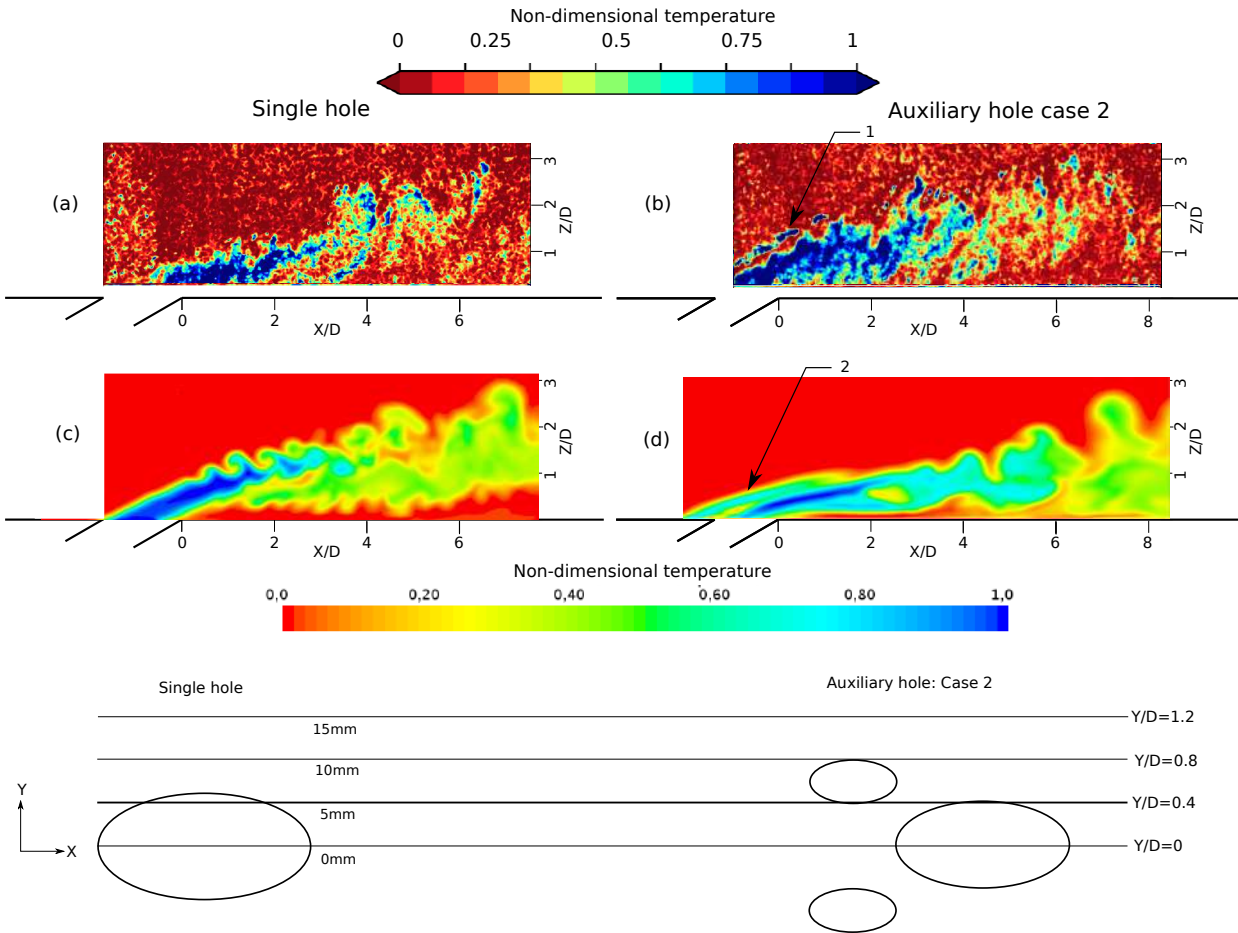 Non-dimensional temperature
0 0.25 0.5 0.75 1
Single hole
Auxiliary hole case 2
1
(a)
3
2
1
Z/D
(b)
3
2
1
Z/D
0 2 4 6
X/D
0 2 4 6 8
X/D
2
(c)
3
2
1
Z/D
(d)
3
2
1
Z/D
0 2 4 6
X/D
0 2 4 6 8
X/D
Non-dimensional temperature
0,0 0,20 0,40 0,60 0,80 1,0
Single hole
Auxiliary hole: Case 2
15mm
Y/D=1.2
10mm
Y/D=0.8
5mm
Y/D=0.4
0mm
Y/D=0
Y
X